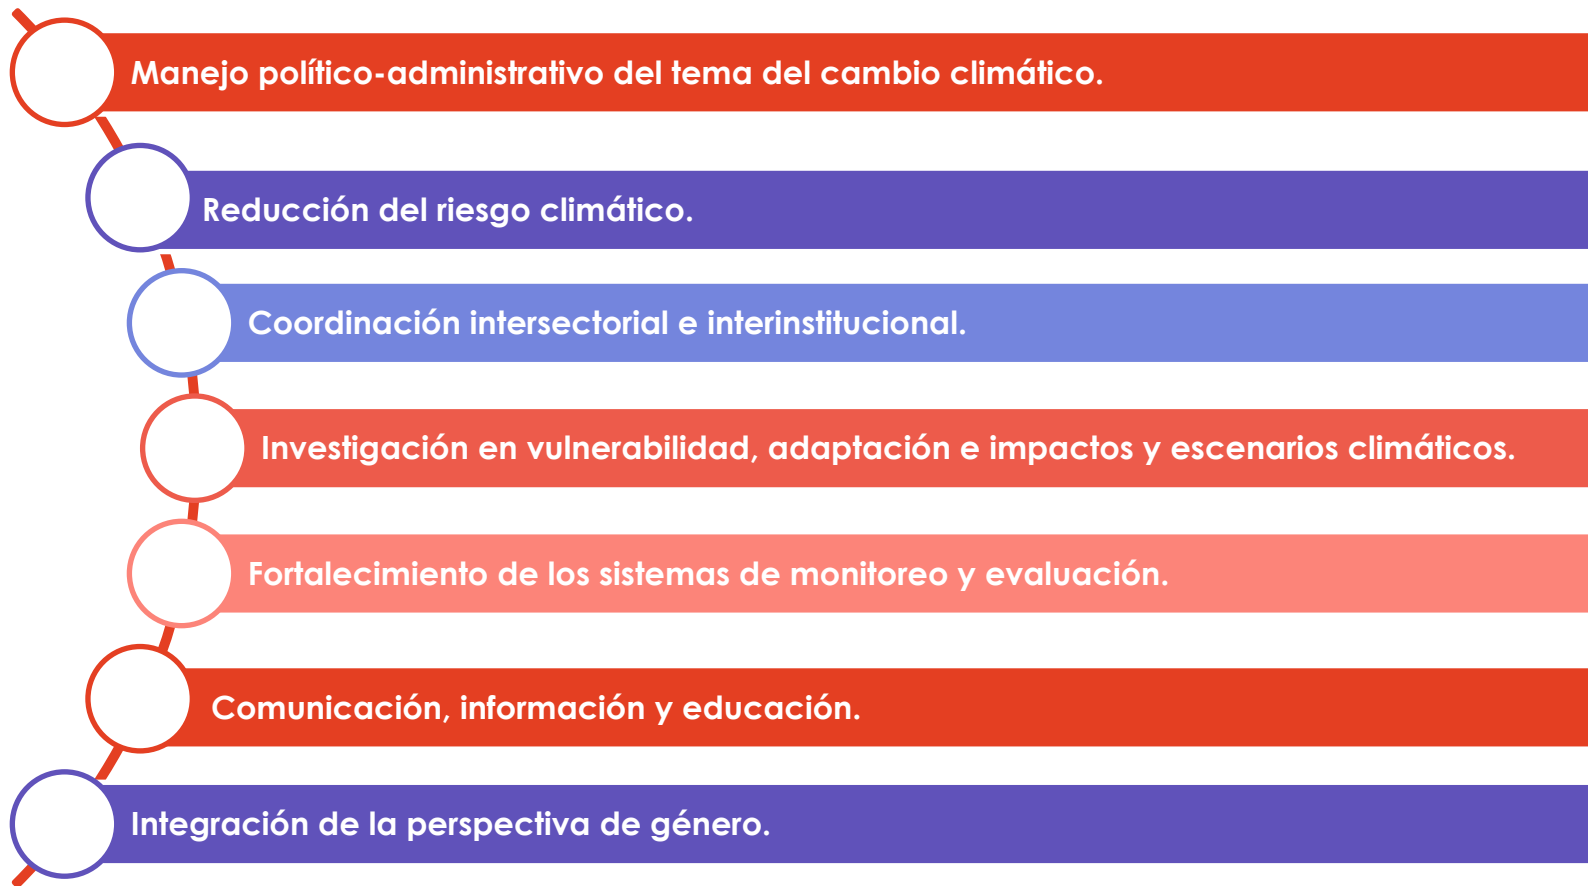 Manejo político-administrativo del tema del cambio climático.
Reducción del riesgo climático.
Coordinación intersectorial e interinstitucional.
Investigación en vulnerabilidad, adaptación e impactos y escenarios climáticos.
Fortalecimiento de los sistemas de monitoreo y evaluación.
Comunicación, información y educación.
Integración de la perspectiva de género.